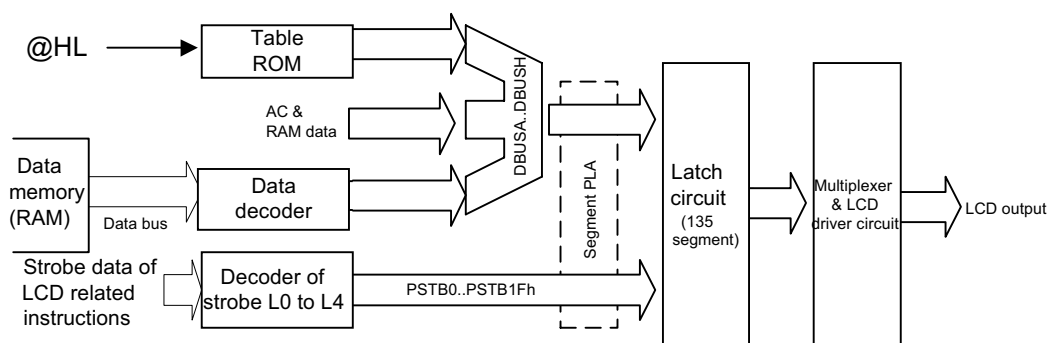 @HL
Table
ROM
AC &
RAM data
DBUSA..DBUSH
Data
memory
(RAM)
Data bus
Data
decoder
Segment PLA
Latch
circuit
(135
segment)
Multiplexer
& LCD
driver circuit
LCD output
Strobe data of
LCD related
instructions
Decoder of
strobe L0 to L4
PSTB0..PSTB1Fh